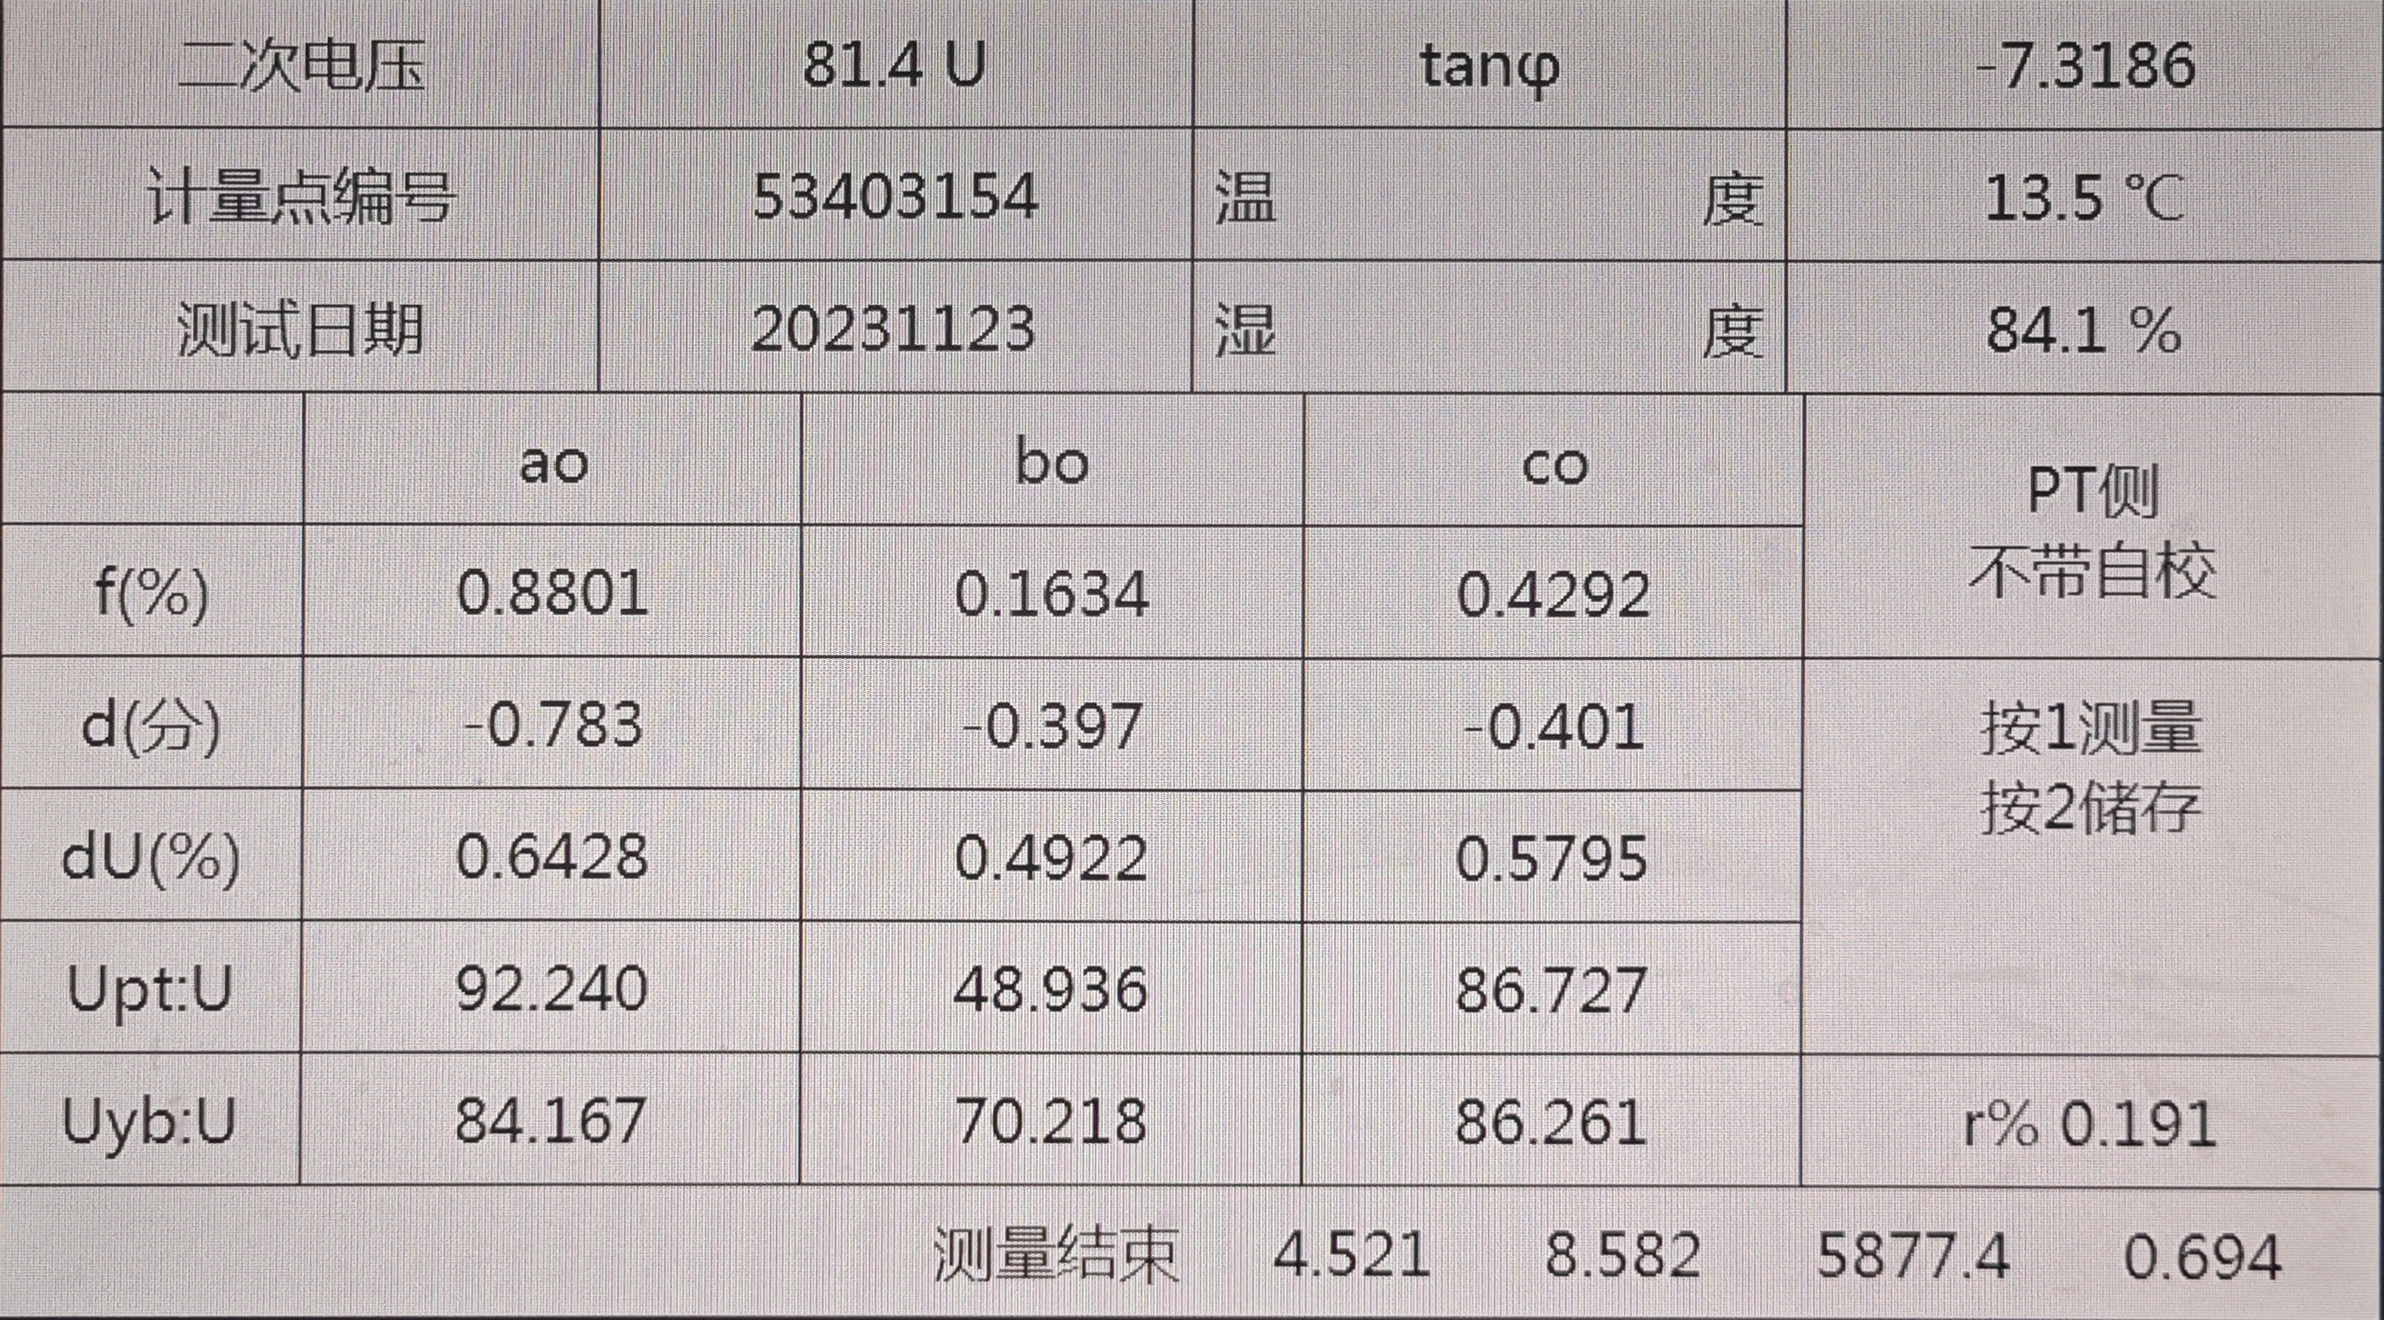 二次电压 81.4 U tanφ -7.3186
计量点编号 53403154 温 度 13.5 ℃
测试日期 20231123 湿 度 84.1 %
ao bo co
PT侧
不带自校
f(%) 0.8801 0.1634 0.4292
d(分) -0.783 -0.397 -0.401
按1测量
按2储存
dU(%) 0.6428 0.4922 0.5795
Upt:U 92.240 48.936 86.727
Uyb:U 84.167 70.218 86.261 r% 0.191
测量结束 4.521 8.582 5877.4 0.694